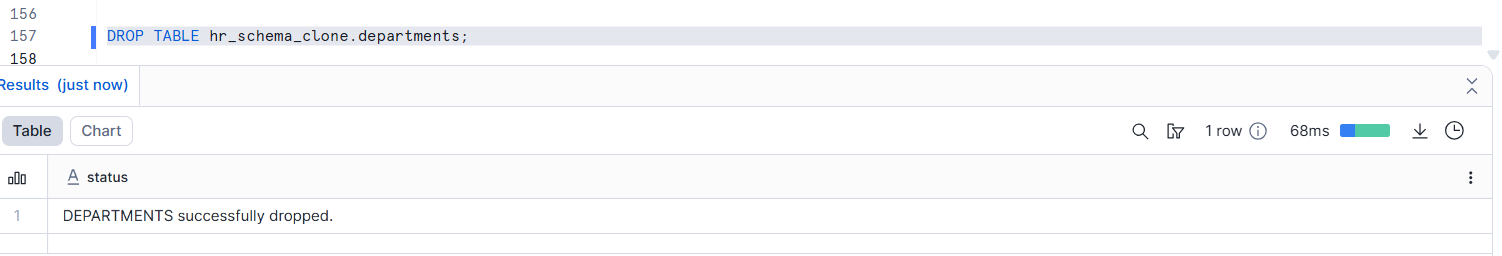 156
157 DROP TABLE hr_schema_clone.departments;
158
Results (just now)
Table Chart 1 row 68ms
A status
1 DEPARTMENTS successfully dropped.